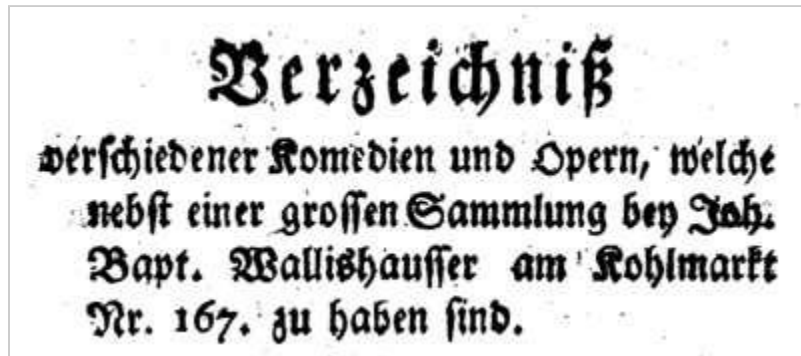 Verzeichniß
verschiedener Komedien und Opern, welche
nebst einer grossen Sammlung bey Joh.
Bapt. Wallishausser am Kohlmarkt
Nr. 167. zu haben sind.